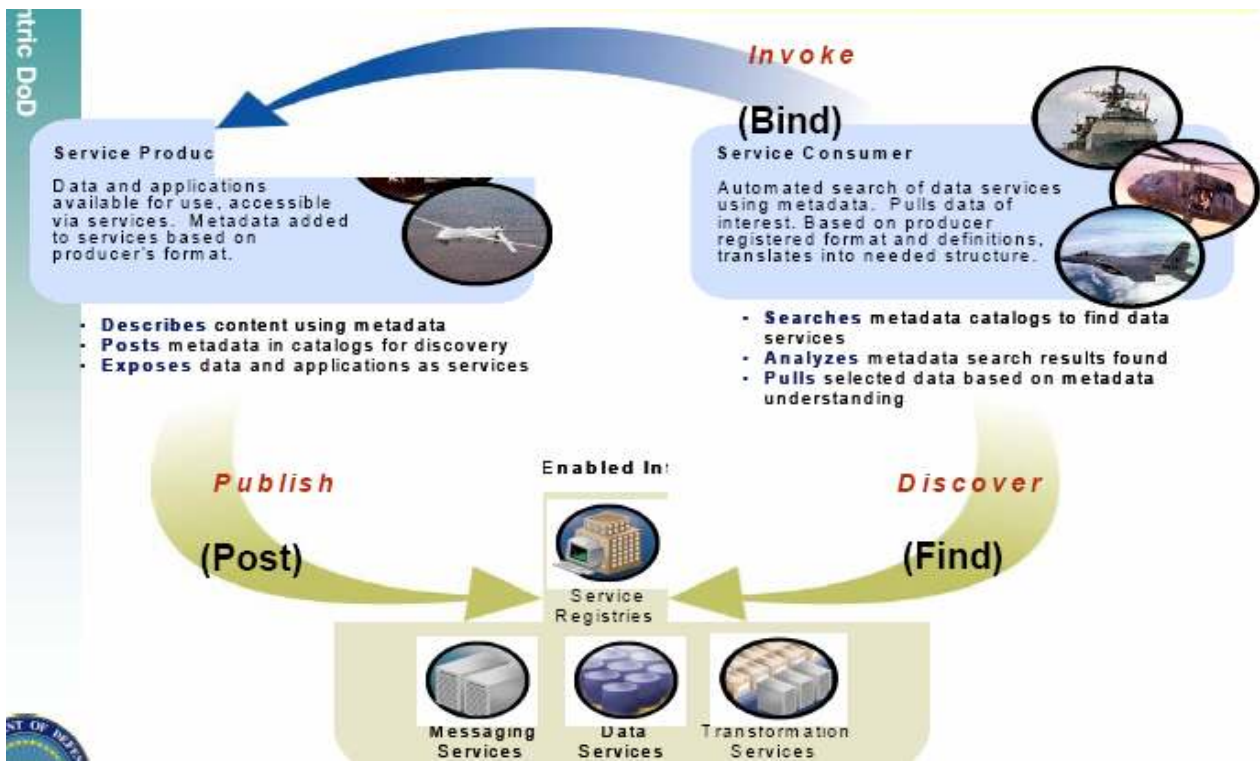 ntric DoD
Invoke
(Bind)
Service Produc
Data and applications
available for use, accessible
via services. Metadata added
to services based on
producer's format.
• Describes content using metadata
• Posts metadata in catalogs for discovery
• Exposes data and applications as services
Service Consumer
Automated search of data services
using metadata. Pulls data of
interest. Based on producer
registered format and definitions,
translates into needed structure.
• Searches metadata catalogs to find data
services
• Analyzes metadata search results found
• Pulls selected data based on metadata
understanding
Publish
(Post)
Discover
(Find)
Enabled In
Service
Registries
Messaging
Services
Data
Services
Transformation
Services
NT OF DEFE